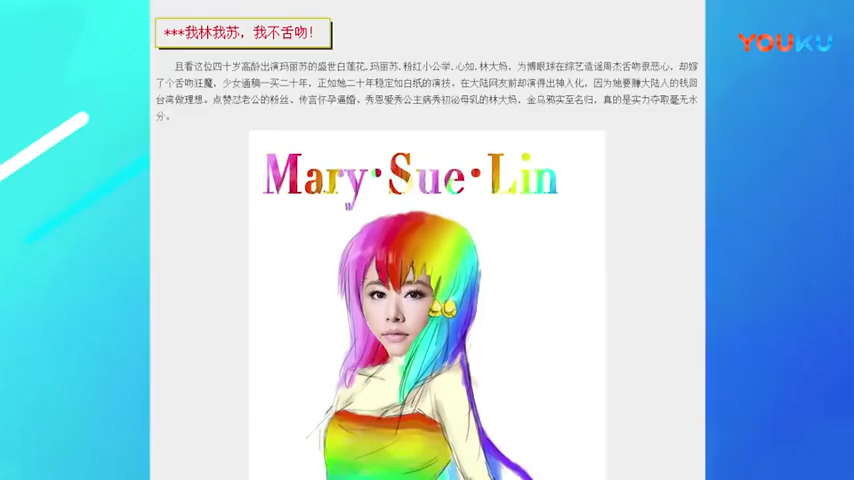 ***我林我苏，我不舌吻！
YOUKU
且看这位四十岁高龄出演玛丽苏的盛世白莲花.玛丽苏.粉红小公举.心如.林大妈，为博眼球在综艺造谣周杰舌吻很恶心，却嫁
了个舌吻狂魔，少女通稿一买二十年，正如她二十年稳定如白纸的演技。在大陆网友前却演得出神入化，因为她要赚大陆人的钱回
台湾做理想。点赞怼老公的粉丝、传言怀孕逼婚、秀恩爱秀公主病秀初泌母乳的林大妈，金乌鸦实至名归，真的是实力夺取毫无水
分。
Mary·Sue·Lin